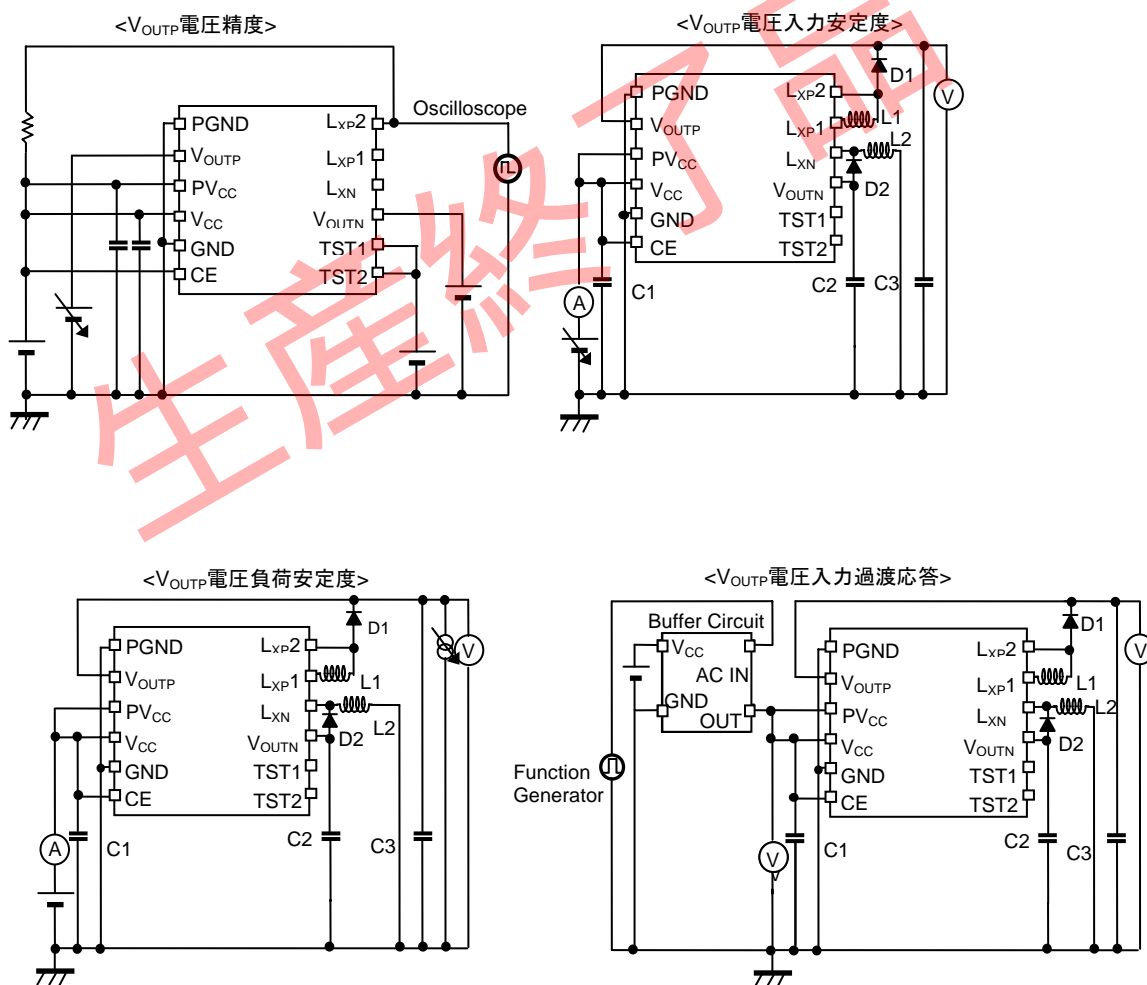 <VOUTP電圧精度>
Oscilloscope
PGND
VOUTP
PVCC
VCC
GND
CE
LXP2
LXP1
LXN
VOUTN
TST1
TST2
<VOUTP電圧入力安定度>
PGND
VOUTP
PVCC
VCC
GND
CE
LXP2
LXP1
LXN
VOUTN
TST1
TST2
D1
L1
L2
D2
C1
C2
C3
A
V
生産終了品
<VOUTP電圧負荷安定度>
PGND
VOUTP
PVCC
VCC
GND
CE
LXP2
LXP1
LXN
VOUTN
TST1
TST2
D1
L1
L2
D2
C1
C2
C3
A
V
<VOUTP電圧入力過渡応答>
Buffer Circuit
VCC
AC IN
GND
OUT
Function
Generator
PGND
VOUTP
PVCC
VCC
GND
CE
LXP2
LXP1
LXN
VOUTN
TST1
TST2
D1
L1
L2
D2
C1
C2
C3
V
V
V